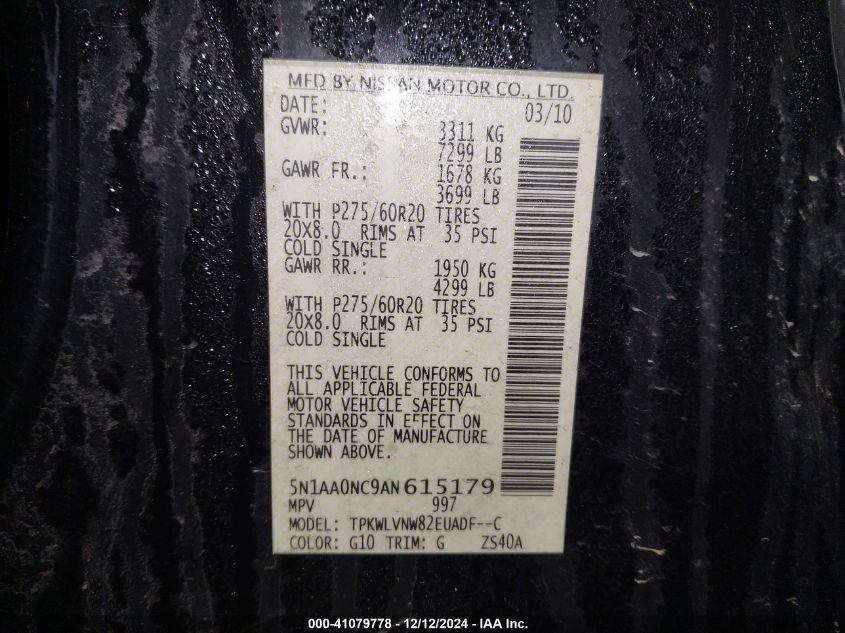 MFD BY NISSAN MOTOR CO., LTD.
DATE: 03/10
GVWR: 3311 KG
7299 LB
GAWR FR.: 1678 KG
3699 LB
WITH P275/60R20 TIRES
20X8.0 RIMS AT 35 PSI
COLD SINGLE
GAWR RR.: 1950 KG
4299 LB
WITH P275/60R20 TIRES
20X8.0 RIMS AT 35 PSI
COLD SINGLE
THIS VEHICLE CONFORMS TO
ALL APPLICABLE FEDERAL
MOTOR VEHICLE SAFETY
STANDARDS IN EFFECT ON
THE DATE OF MANUFACTURE
SHOWN ABOVE.
5N1AA0NC9AN615179
MPV 997
MODEL: TPKWLVNW82EUADF--C
COLOR: G10 TRIM: G ZS40A
000-41079778 - 12/12/2024 - IAA Inc.